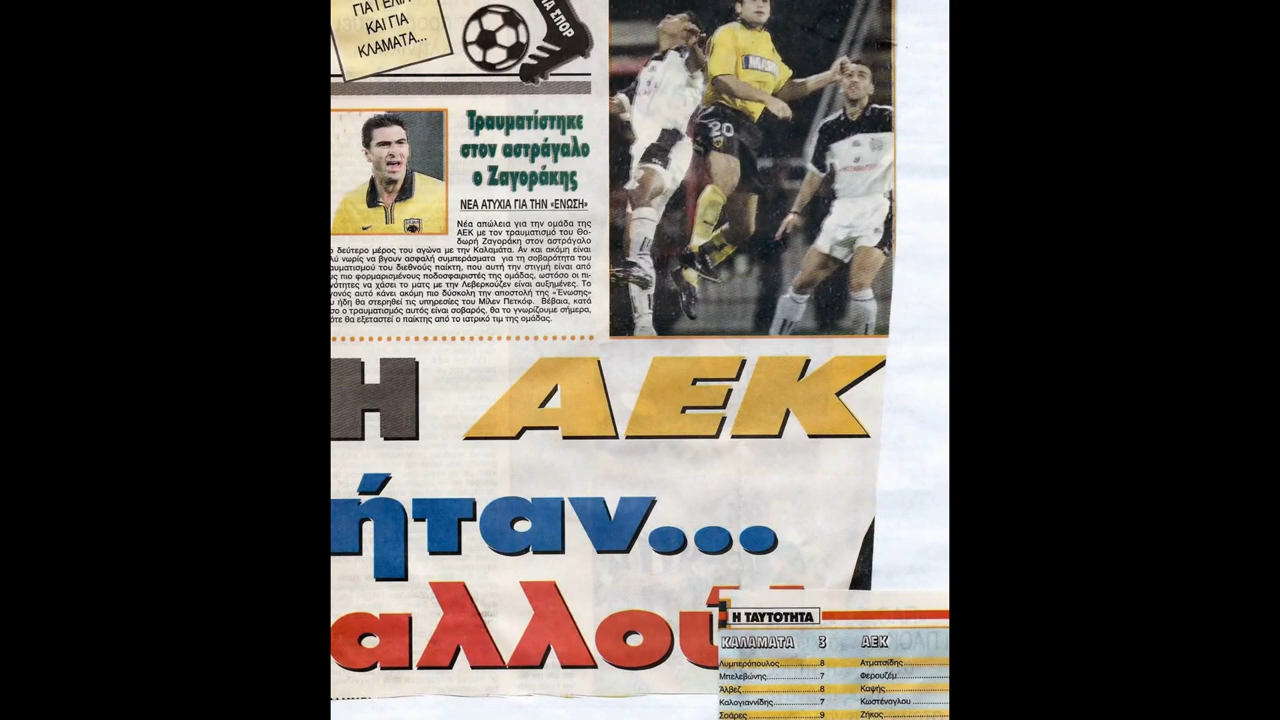 ΓΙΑ ΓΕΛΙΑ
ΚΑΙ ΓΙΑ
ΚΛΑΜΑΤΑ...
ΣΠΟΡ
20
Τραυματίστηκε
στον αστράγαλο
ο Ζαγοράκης
ΝΕΑ ΑΤΥΧΙΑ ΓΙΑ ΤΗΝ «ΕΝΩΣΗ»
Νέα απώλεια για την ομάδα της
ΑΕΚ με τον τραυματισμό του Θο-
δωρή Ζαγοράκη στον αστράγαλο
ο δεύτερο μέρος του αγώνα με την Καλαμάτα. Αν και ακόμη είναι
λύ νωρίς να βγουν ασφαλή συμπεράσματα για τη σοβαρότητα του
αυματισμού του διεθνούς παίκτη, που αυτή την στιγμή είναι από
υς πιο φορμαρισμένους ποδοσφαιριστές της ομάδας, ωστόσο οι πι-
νότητες να χάσει το ματς με την Λεβερκούζεν είναι αυξημένες. Το
γονός αυτό κάνει ακόμη πιο δύσκολη την αποστολή της «Ένωσης»
υ ήδη θα στερηθεί τις υπηρεσίες του Μίλεν Πετκόφ. Βέβαια, κατά
σο ο τραυματισμός αυτός είναι σοβαρός, θα το γνωρίζουμε σήμερα,
ότε θα εξεταστεί ο παίκτης από το ιατρικό τιμ της ομάδας.
Η ΑΕΚ
ήταν...
αλλού
Η ΤΑΥΤΟΤΗΤΑ
ΚΑΛΑΜΑΤΑ 3 ΑΕΚ
Λυμπερόπουλος.................8 Ατματσίδης
Μπελεβώνης.....................7 Φερουζέμ
Άλβεζ..............................8 Καψής
Καλογιαννίδης..................7 Κωστένογλου
Σοάρες............................9 Ζήκος